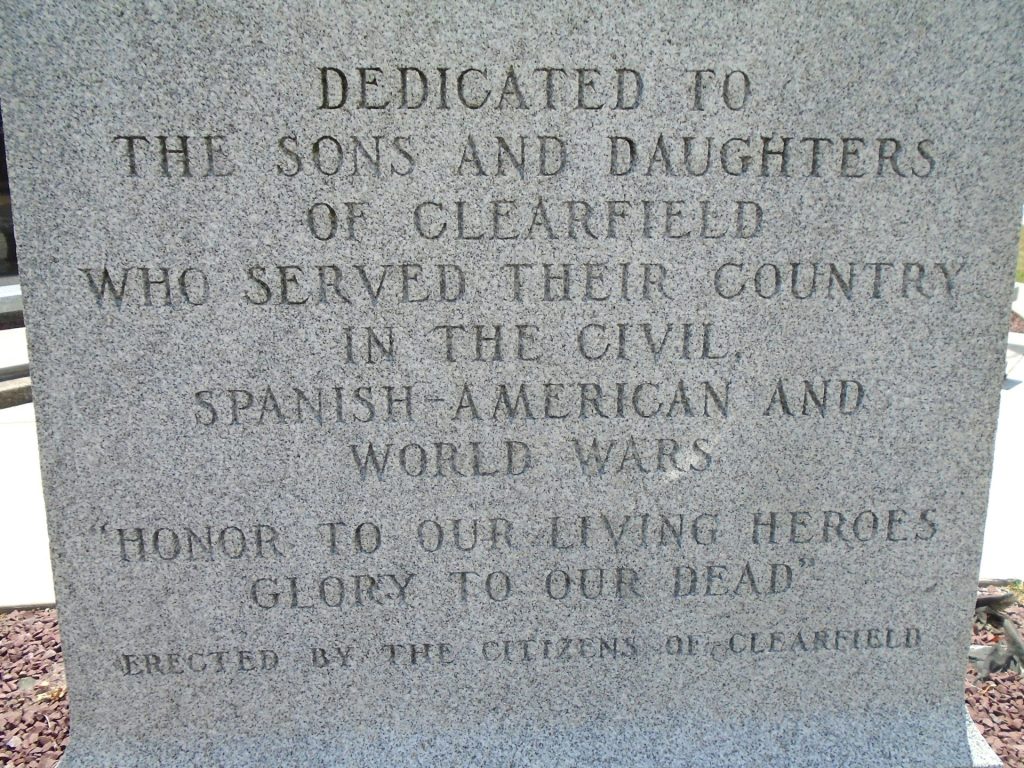 DEDICATED TO
THE SONS AND DAUGHTERS
OF CLEARFIELD
WHO SERVED THEIR COUNTRY
IN THE CIVIL,
SPANISH-AMERICAN AND
WORLD WARS
"HONOR TO OUR LIVING HEROES
GLORY TO OUR DEAD"
ERECTED BY THE CITIZENS OF CLEARFIELD